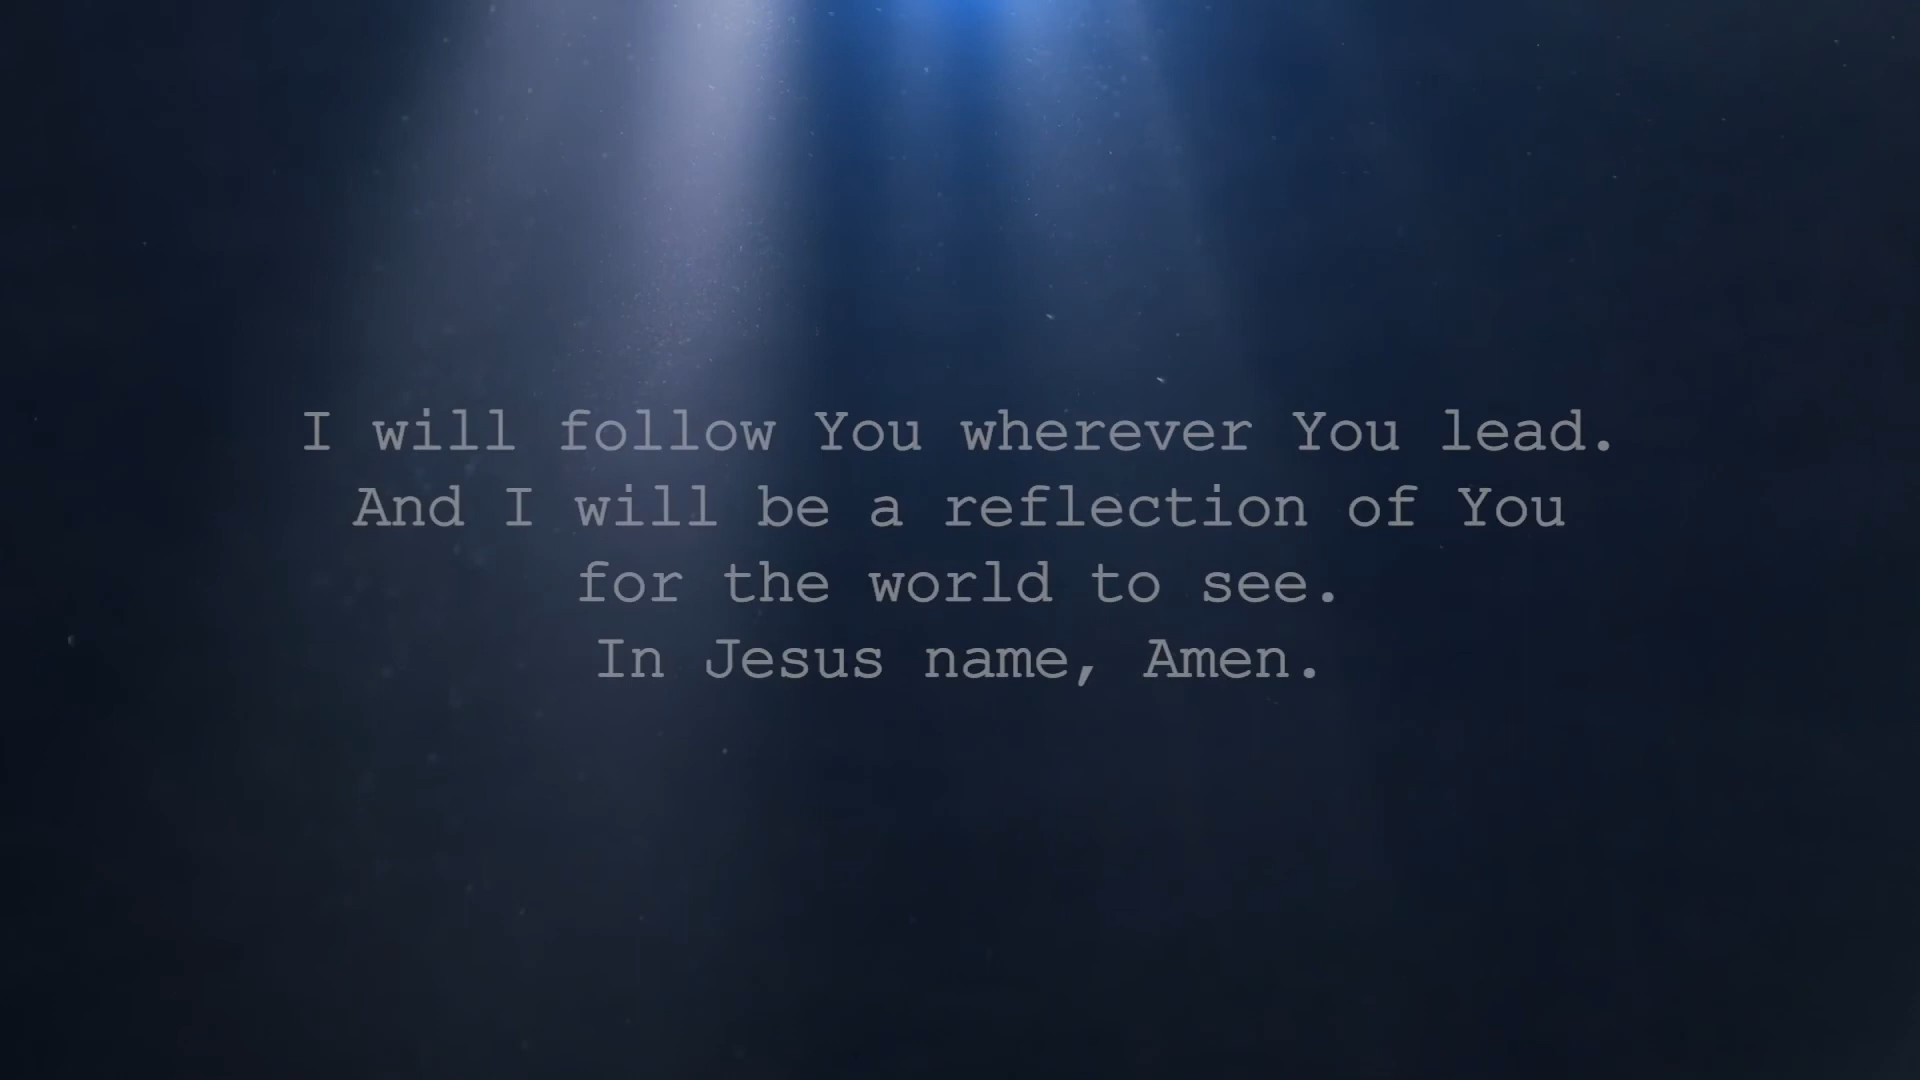 I will follow You wherever You lead.
And I will be a reflection of You
for the world to see.
In Jesus name, Amen.